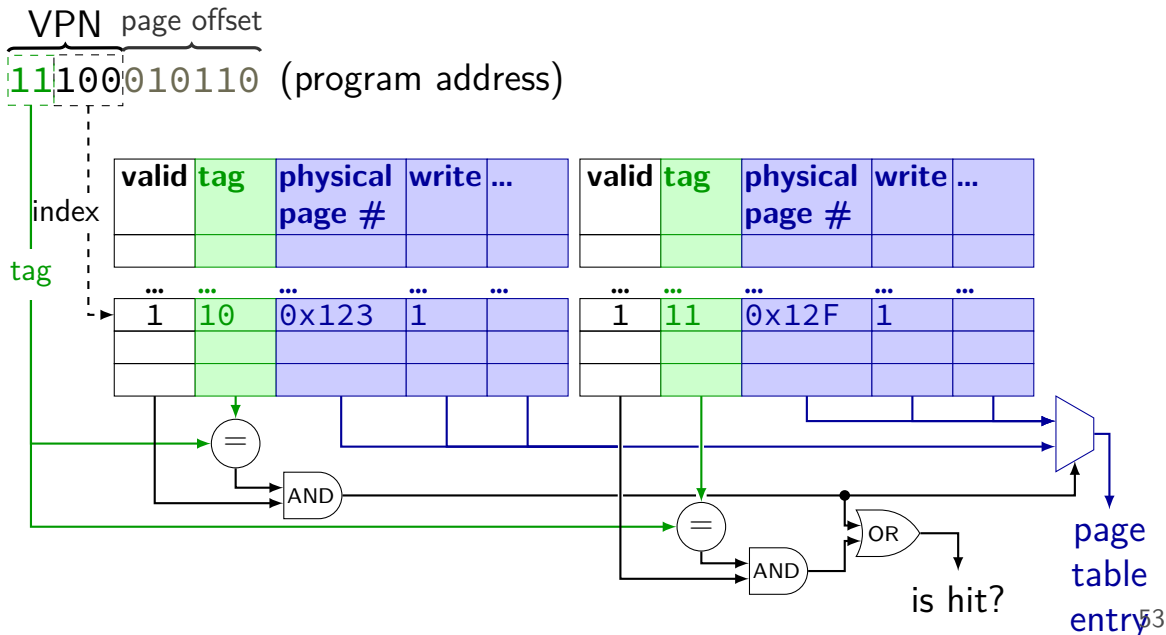 VPN page offset
11100010110 (program address)
valid tag physical write ... valid tag physical write ...
page # page #
index
tag
... ... ... ... ... ... ... ... ... ...
1 10 0x123 1 1 11 0x12F 1
=
AND
=
OR
AND
is hit?
page
table
entry
53